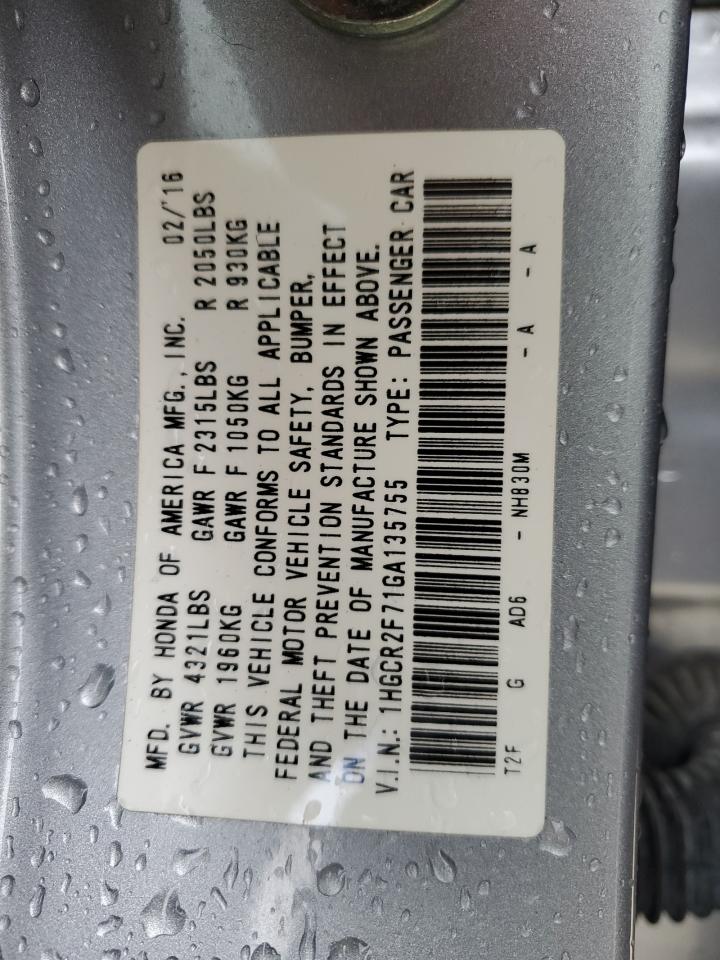 MFD. BY HONDA OF AMERICA MFG., INC. 02/'16
GVWR 4321LBS GAWR F 2315LBS R 2050LBS
GVWR 1960KG GAWR F 1050KG R 930KG
THIS VEHICLE CONFORMS TO ALL APPLICABLE
FEDERAL MOTOR VEHICLE SAFETY, BUMPER,
AND THEFT PREVENTION STANDARDS IN EFFECT
ON THE DATE OF MANUFACTURE SHOWN ABOVE.
V.I.N.: 1HGCR2F71GA135755 TYPE: PASSENGER CAR
T2F G AD6 - NH830M - A - A